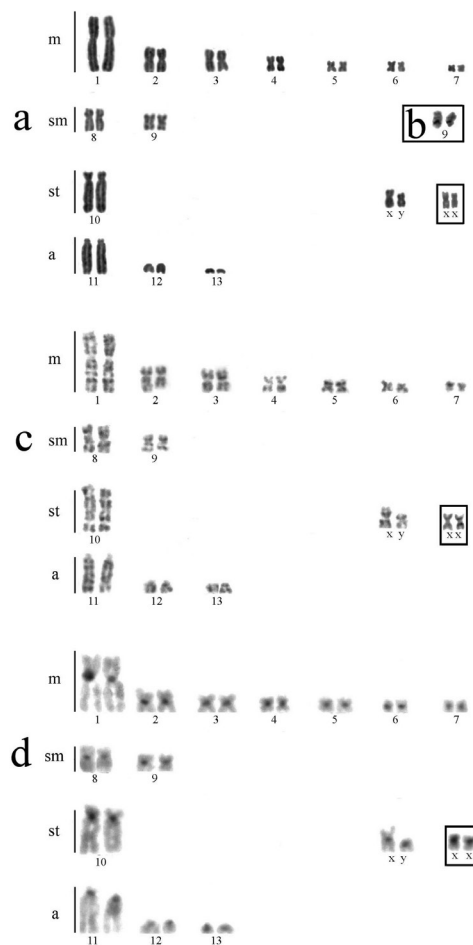 m
1 2 3 4 5 6 7
a sm b
8 9 9
st
10 x y x x
a
11 12 13
m
1 2 3 4 5 6 7
c sm
8 9
st
10 x y x x
a
11 12 13
m
1 2 3 4 5 6 7
d sm
8 9
st
10 x y x x
a
11 12 13